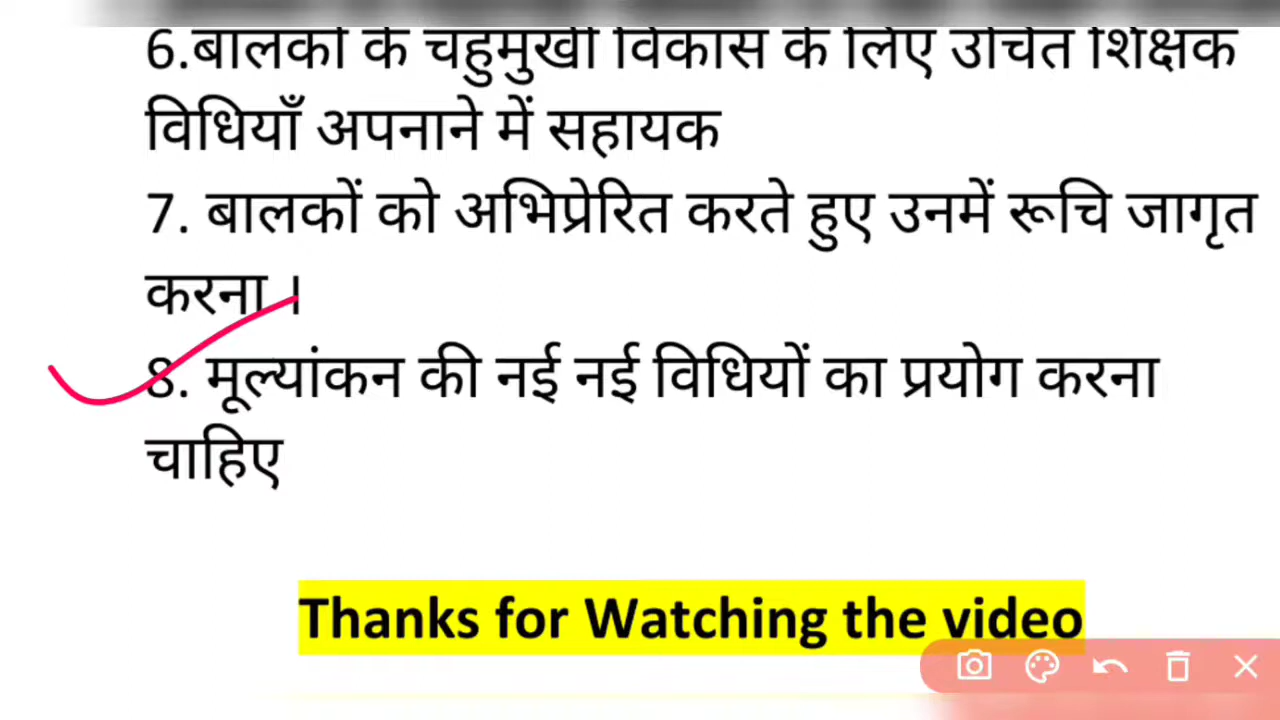 6.बालकों के चहुमुखी विकास के लिए उचित शिक्षक
विधियाँ अपनाने में सहायक
7. बालकों को अभिप्रेरित करते हुए उनमें रूचि जागृत
करना ।
8. मूल्यांकन की नई नई विधियों का प्रयोग करना
चाहिए
Thanks for Watching the video